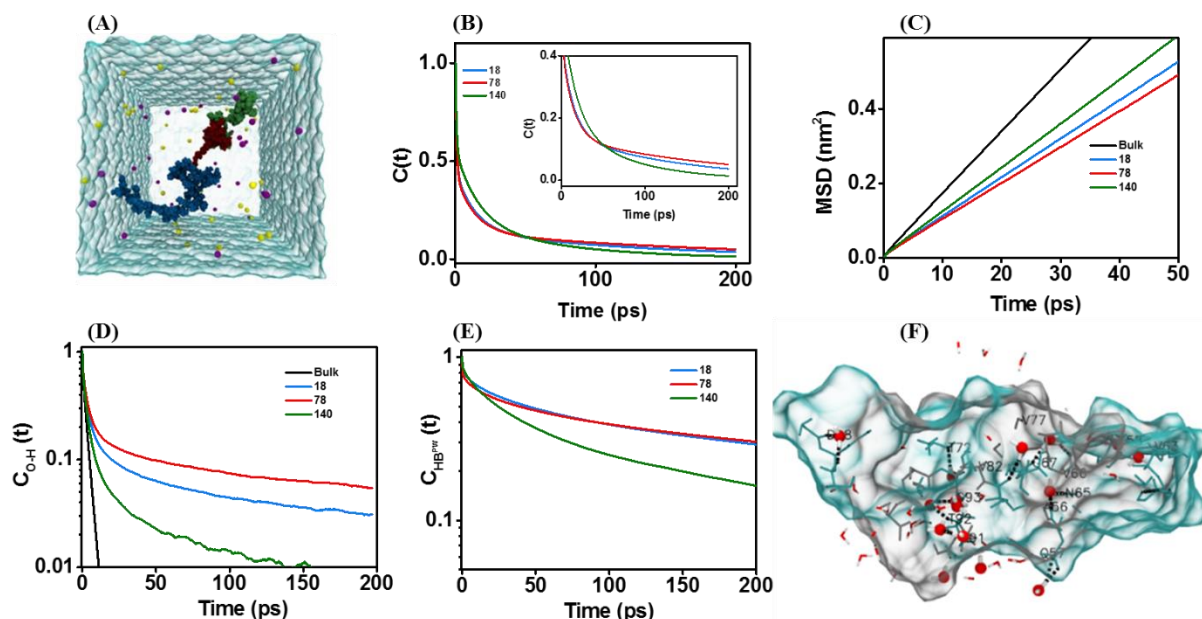 (A)
(B)
C(t)
1.0
0.5
0.0
0
100
200
Time (ps)
18
78
140
C(t)
0.4
0.2
0.0
0
100
200
Time (ps)
(C)
MSD (nm²)
0.4
0.2
0.0
0
10
20
30
40
50
Time (ps)
Bulk
18
78
140
(D)
C_O-H (t)
1
0.1
0.01
0
50
100
150
200
Time (ps)
Bulk
18
78
140
(E)
C_HB^PW (t)
1
0.1
0
50
100
150
200
Time (ps)
18
78
140
(F)
V77
T72
V82
N65
T92